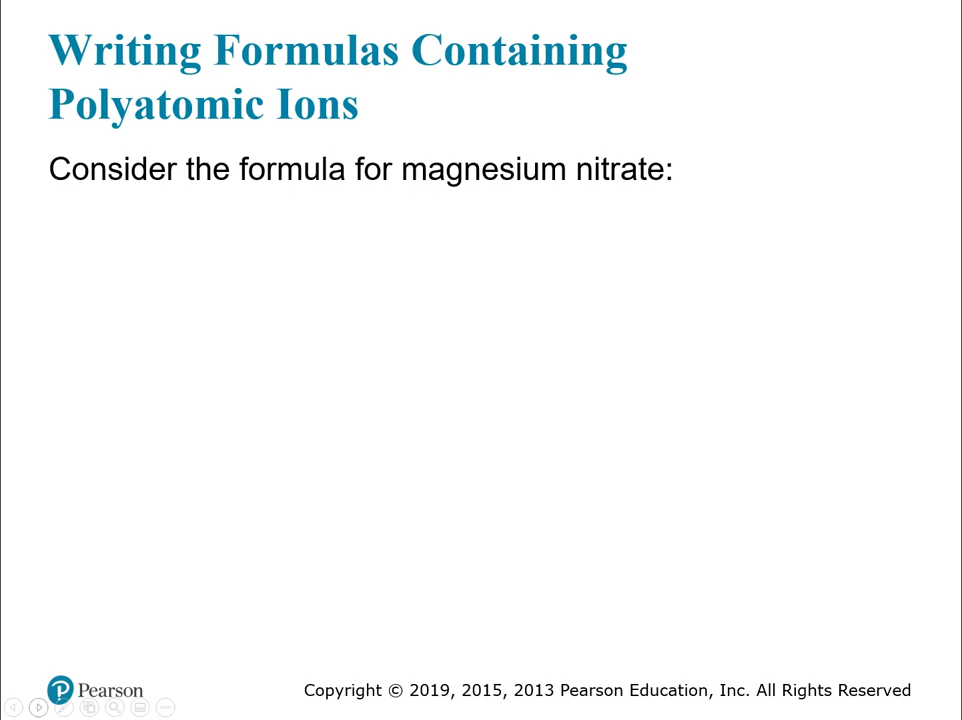 Writing Formulas Containing
Polyatomic Ions
Consider the formula for magnesium nitrate:
Pearson
Copyright © 2019, 2015, 2013 Pearson Education, Inc. All Rights Reserved